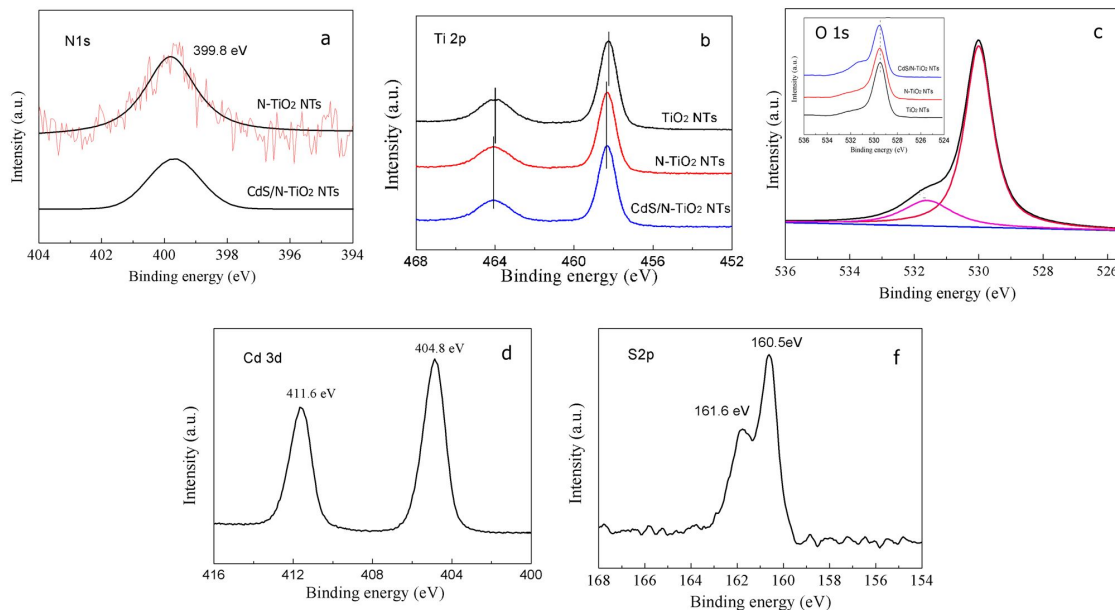 N1s
a
399.8 eV
N-TiO2 NTs
CdS/N-TiO2 NTs
Intensity (a.u.)
404 402 400 398 396 394
Binding energy (eV)
Ti 2p
b
TiO2 NTs
N-TiO2 NTs
CdS/N-TiO2 NTs
Intensity (a.u.)
468 464 460 456 452
Binding energy (eV)
O 1s
c
Intensity (a.u.)
CdS/N-TiO2 NTs
N-TiO2 NTs
TiO2 NTs
536 534 532 530 528 526 524
Binding energy (eV)
Intensity (a.u.)
536 534 532 530 528 526
Binding energy (eV)
Cd 3d
d
411.6 eV
404.8 eV
Intensity (a.u.)
416 412 408 404 400
Binding energy (eV)
S2p
f
160.5eV
161.6 eV
Intensity (a.u.)
168 166 164 162 160 158 156 154
Binding energy (eV)